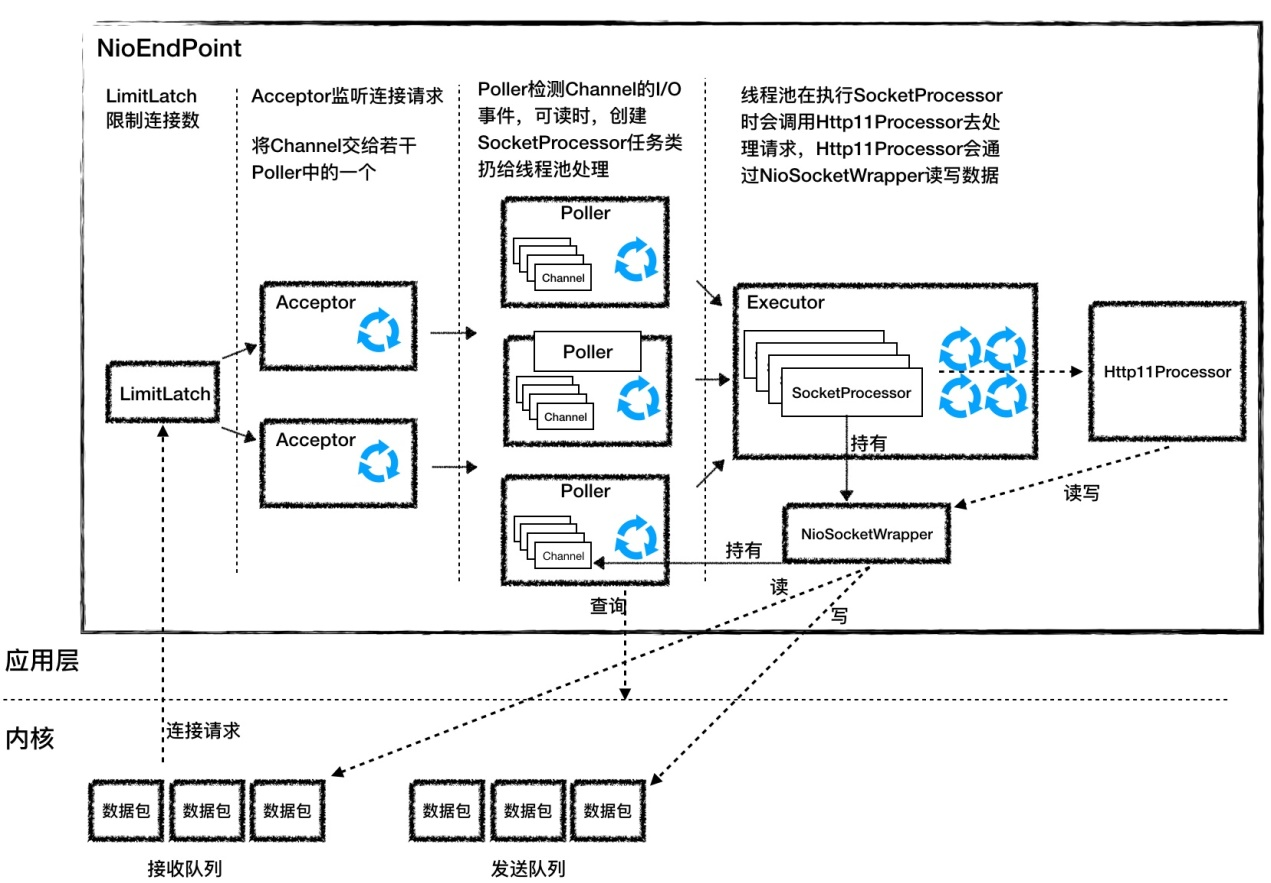 NioEndPoint
LimitLatch
限制连接数
Acceptor监听连接请求
将Channel交给若干
Poller中的一个
Poller检测Channel的I/O
事件，可读时，创建
SocketProcessor任务类
扔给线程池处理
线程池在执行SocketProcessor
时会调用Http11Processor去处
理请求，Http11Processor会通
过NioSocketWrapper读写数据
Poller
Channel
Acceptor
Executor
Poller
Channel
LimitLatch
SocketProcessor
Http11Processor
Acceptor
持有
Poller
Channel
读写
NioSocketWrapper
持有
读
查询
写
应用层
内核
连接请求
数据包
数据包
数据包
数据包
数据包
数据包
接收队列
发送队列